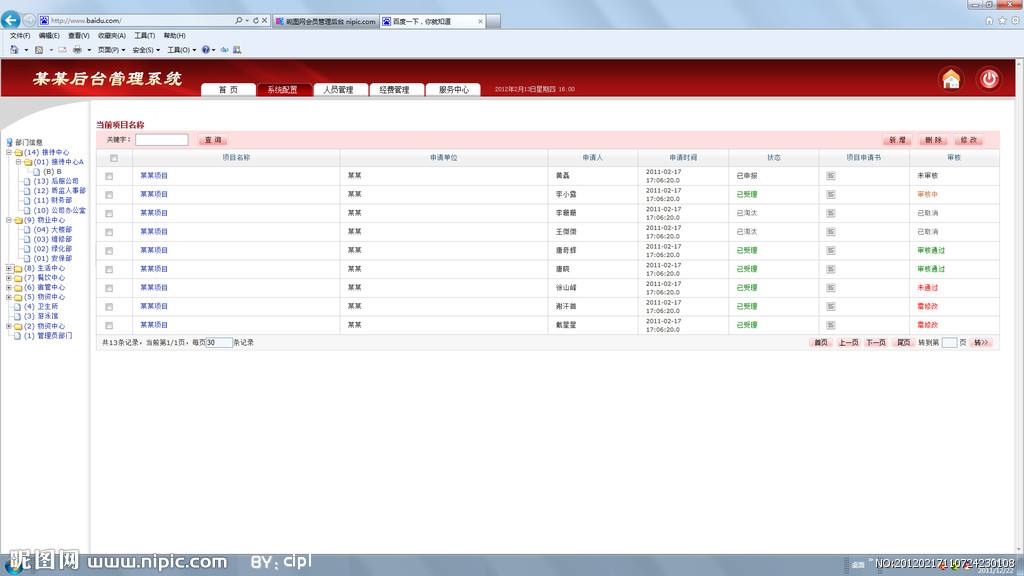 http://www.baidu.com/
昵图网会员管理后台 nipic.com
百度一下，你就知道
文件(F) 编辑(E) 查看(V) 收藏夹(A) 工具(T) 帮助(H)
页面(P) 安全(S) 工具(O)
某某后台管理系统
首 页 系统配置 人员管理 经费管理 服务中心
2012年2月13日星期四 16:00
当前项目名称
关键字： 查 询 新 增 删 除 修 改
部门信息
(14) 接待中心
(01) 接待中心A
(B) B
(13) 后服公司
(12) 质监人事部
(11) 财务部
(10) 公司办公室
(9) 物业中心
(04) 大楼部
(03) 维修部
(02) 绿化部
(01) 安保部
(8) 生活中心
(7) 餐饮中心
(6) 宿管中心
(5) 物资中心
(4) 卫生所
(3) 游泳馆
(2) 物资中心
(1) 管理员部门
项目名称 申请单位 申请人 申请时间 状态 项目申请书 审核
某某项目 某某 黄磊 2011-02-17 17:06:20.0 已申报 未审核
某某项目 某某 李小露 2011-02-17 17:06:20.0 已受理 审核中
某某项目 某某 李姗姗 2011-02-17 17:06:20.0 已淘汰 已取消
某某项目 某某 王傻傻 2011-02-17 17:06:20.0 已淘汰 已取消
某某项目 某某 唐奇蜂 2011-02-17 17:06:20.0 已受理 审核通过
某某项目 某某 唐晓 2011-02-17 17:06:20.0 已受理 审核通过
某某项目 某某 徐山峰 2011-02-17 17:06:20.0 已受理 未通过
某某项目 某某 谢汗首 2011-02-17 17:06:20.0 已受理 需修改
某某项目 某某 戴星星 2011-02-17 17:06:20.0 已受理 需修改
共13条记录，当前第1/1页，每页30条记录
首页 上一页 下一页 尾页 转到第 页 转>>
昵图网 www.nipic.com BY: clpl
桌面
NO:20120217110724230108
2011/12/22